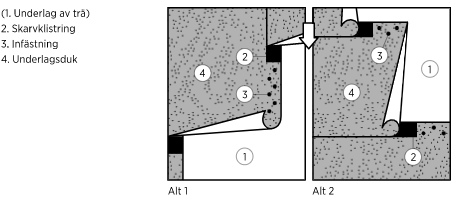 (1. Underlag av trä)
2. Skarvklistring
3. Infästning
4. Underlagsduk
2
4
3
1
Alt 1
3
1
4
2
Alt 2